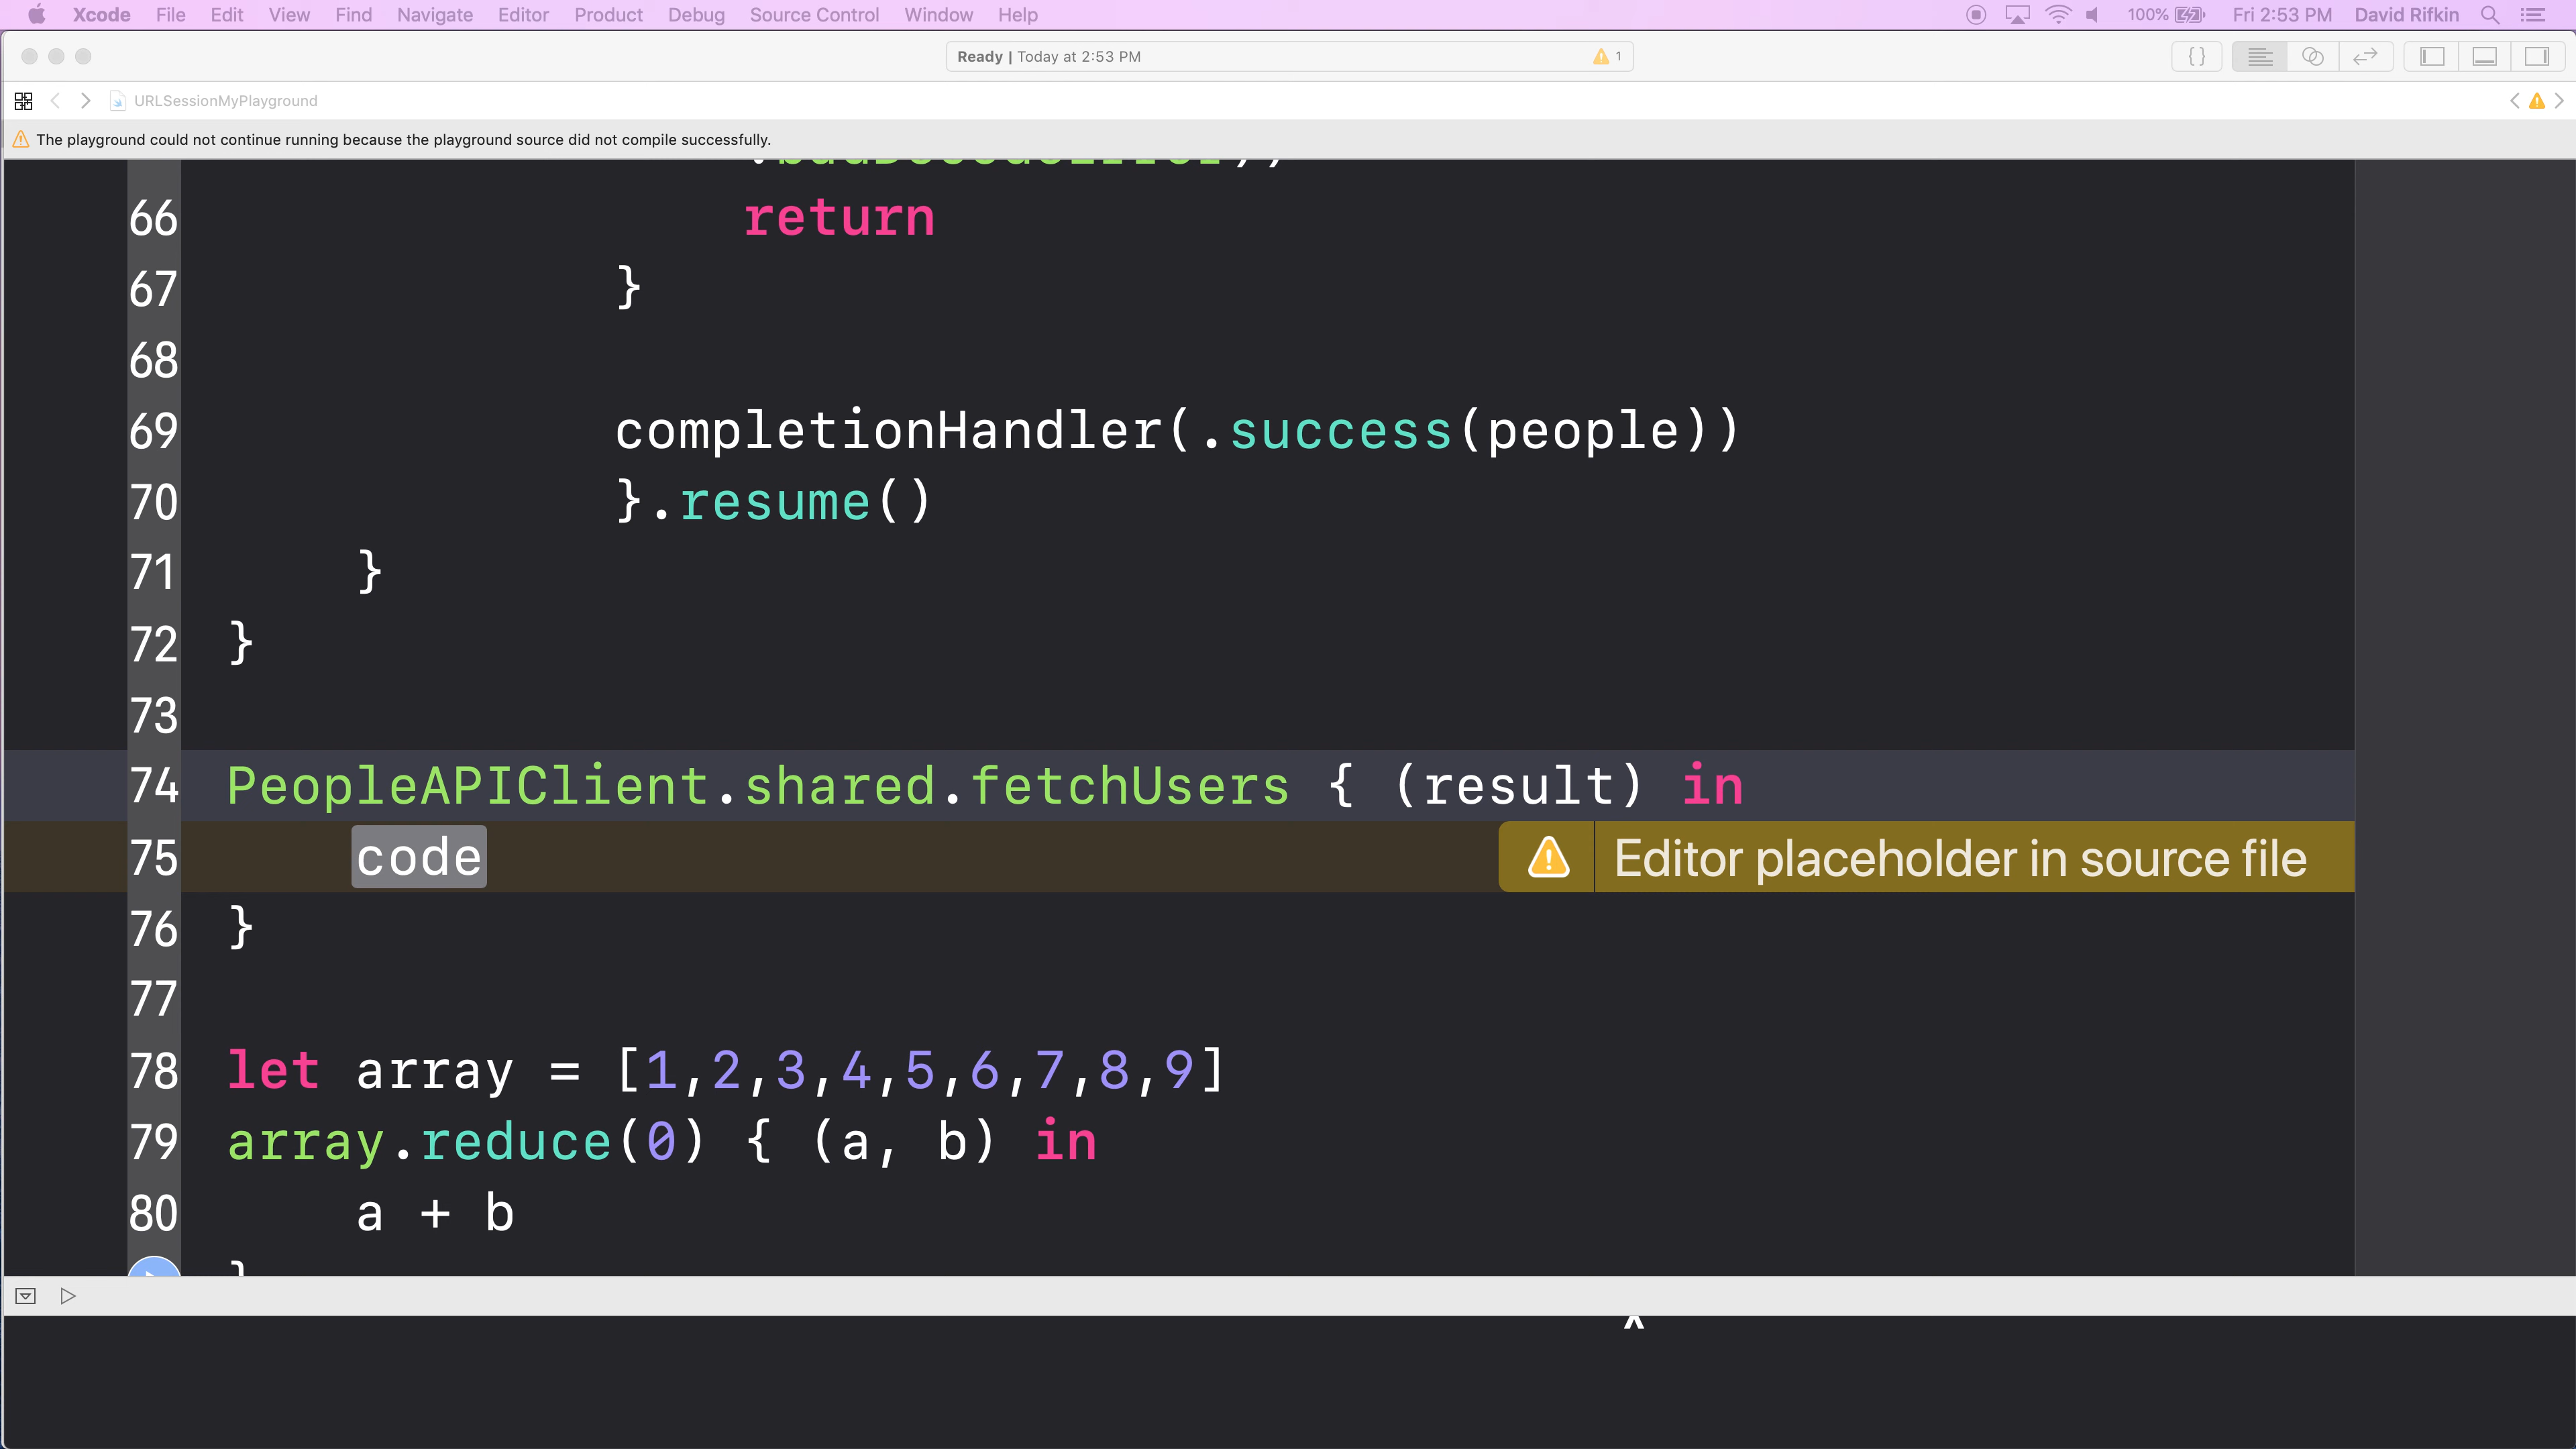 Xcode File Edit View Find Navigate Editor Product Debug Source Control Window Help 100% Fri 2:53 PM David Rifkin
Ready | Today at 2:53 PM 1
{ }
URLSessionMyPlayground
The playground could not continue running because the playground source did not compile successfully.
66 return
67 }
68
69 completionHandler(.success(people))
70 }.resume()
71 }
72 }
73
74 PeopleAPIClient.shared.fetchUsers { (result) in
75 code Editor placeholder in source file
76 }
77
78 let array = [1,2,3,4,5,6,7,8,9]
79 array.reduce(0) { (a, b) in
80 a + b
}
^